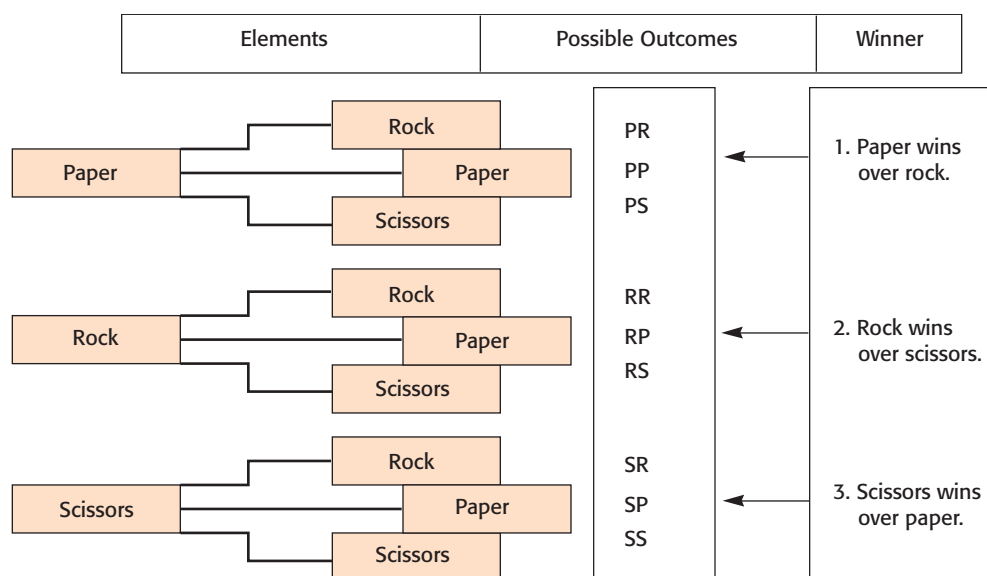 Elements Possible Outcomes Winner
Rock
Paper Paper
Scissors
PR
PP
PS
1. Paper wins
over rock.
Rock
Rock Paper
Scissors
RR
RP
RS
2. Rock wins
over scissors.
Rock
Scissors Paper
Scissors
SR
SP
SS
3. Scissors wins
over paper.